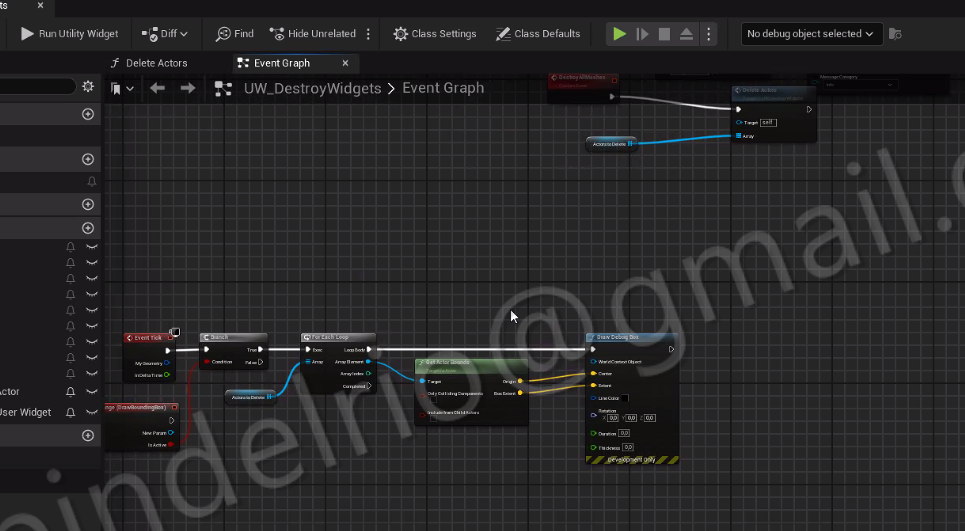 ts
Run Utility Widget
Diff
Find
Hide Unrelated
Class Settings
Class Defaults
No debug object selected
Delete Actors
Event Graph
UW_DestroyWidgets > Event Graph
Delete Actor
Target self
Array
Actors to Delete
Actor
User Widget
Event Tick
My Geometry
In Delta Time
Branch
Condition
True
False
For Each Loop
Exec
Array
Loop Body
Array Element
Array Index
Completed
Actors to Delete
Get Actor Bounds
Target
Only Colliding Components
Include from Child Actors
Origin
Box Extent
Draw Debug Box
World Context Object
Center
Extent
Line Color
Rotation
X 0,0 Y 0,0 Z 0,0
Duration 0,0
Thickness 0,0
Development Only
nge (DrawBoundingBox)
New Param
Is Active
pindelrio@gmail.c